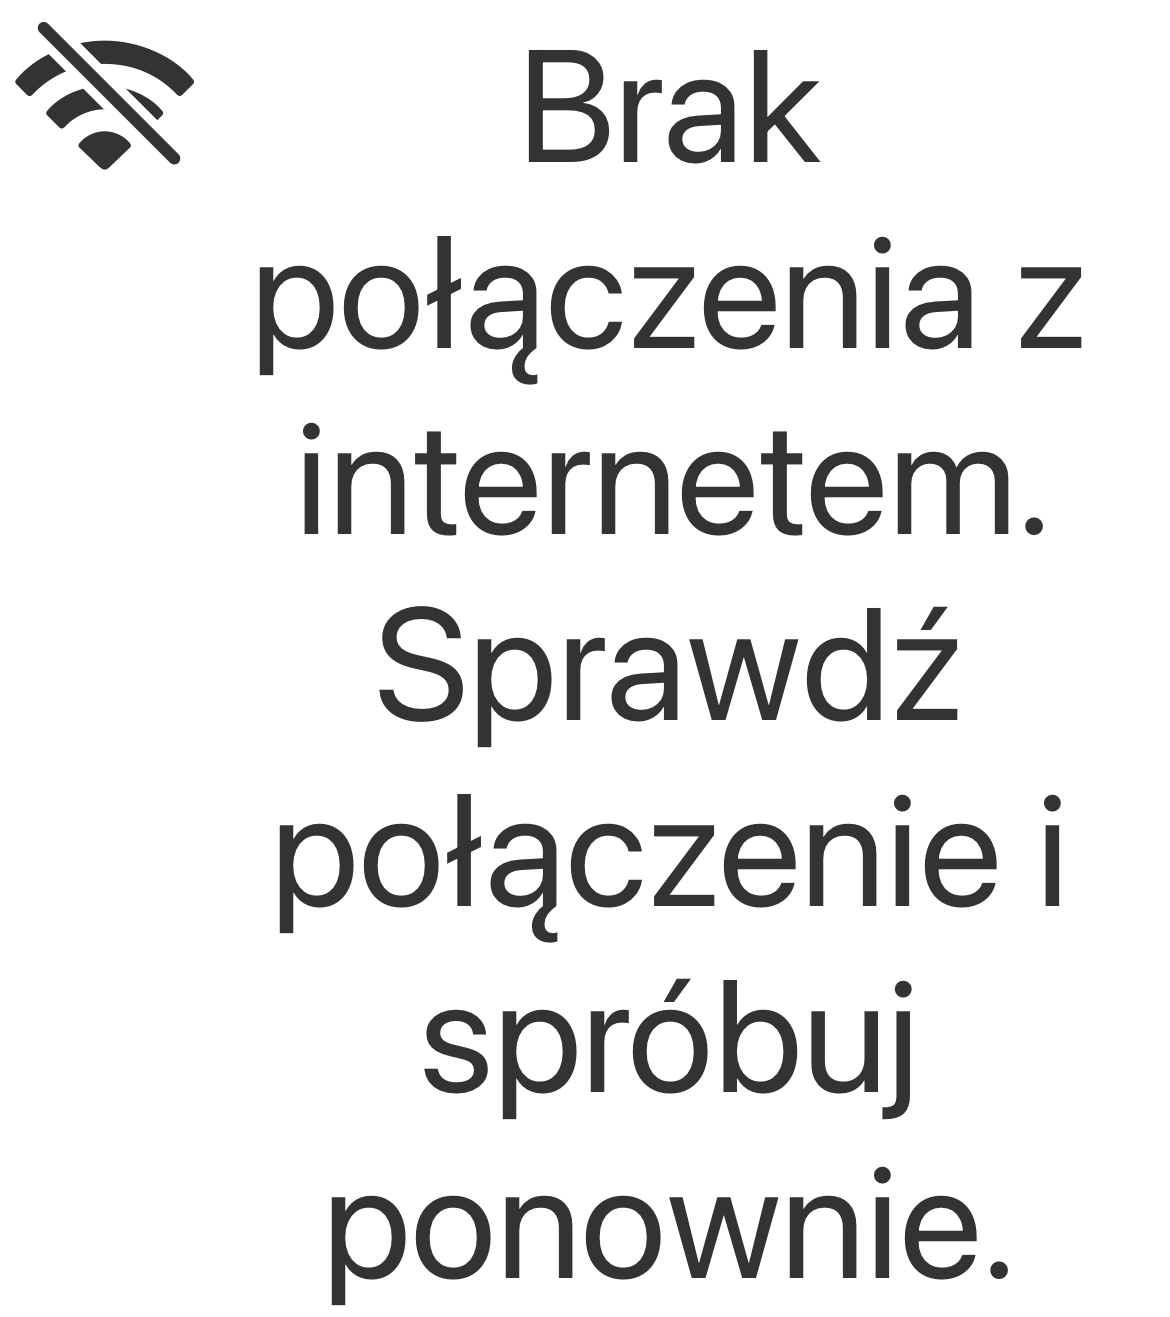 Brak
połączenia z
internetem.
Sprawdź
połączenie i
spróbuj
ponownie.